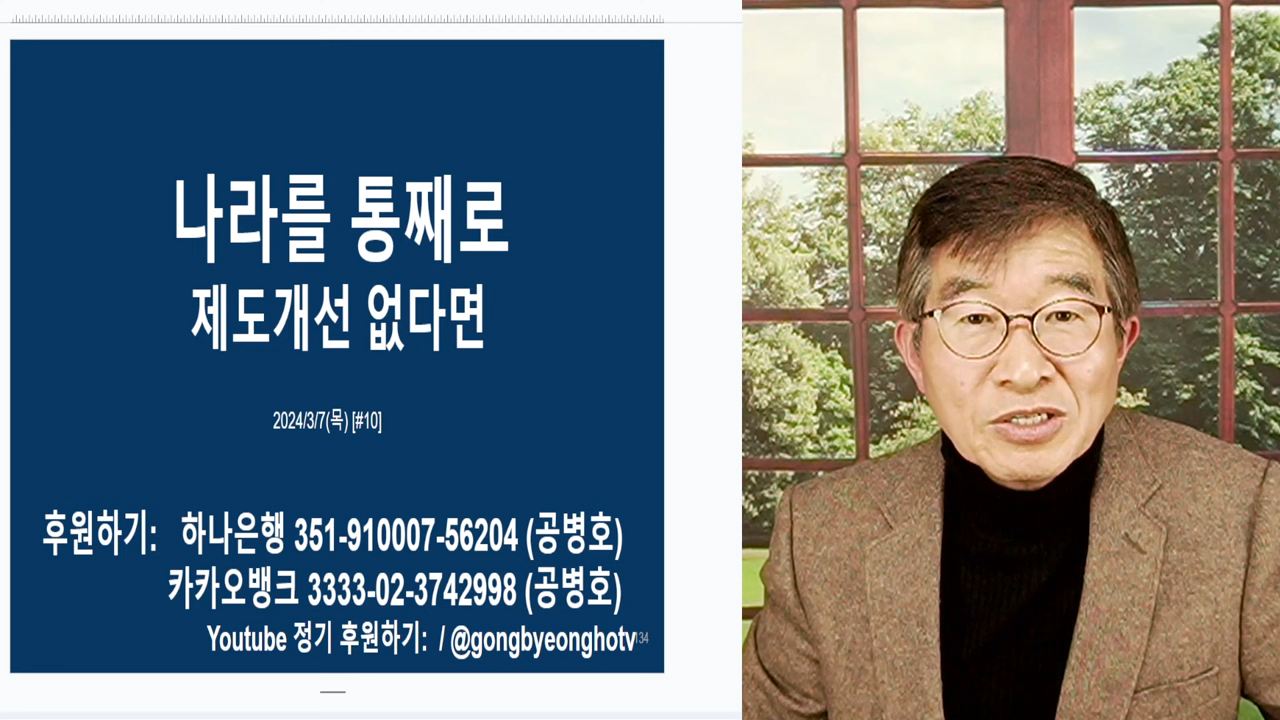 나라를 통째로
제도개선 없다면
2024/3/7(목) [#10]
후원하기: 하나은행 351-910007-56204 (공병호)
카카오뱅크 3333-02-3742998 (공병호)
Youtube 정기 후원하기: / @gongbyeonghotv
134